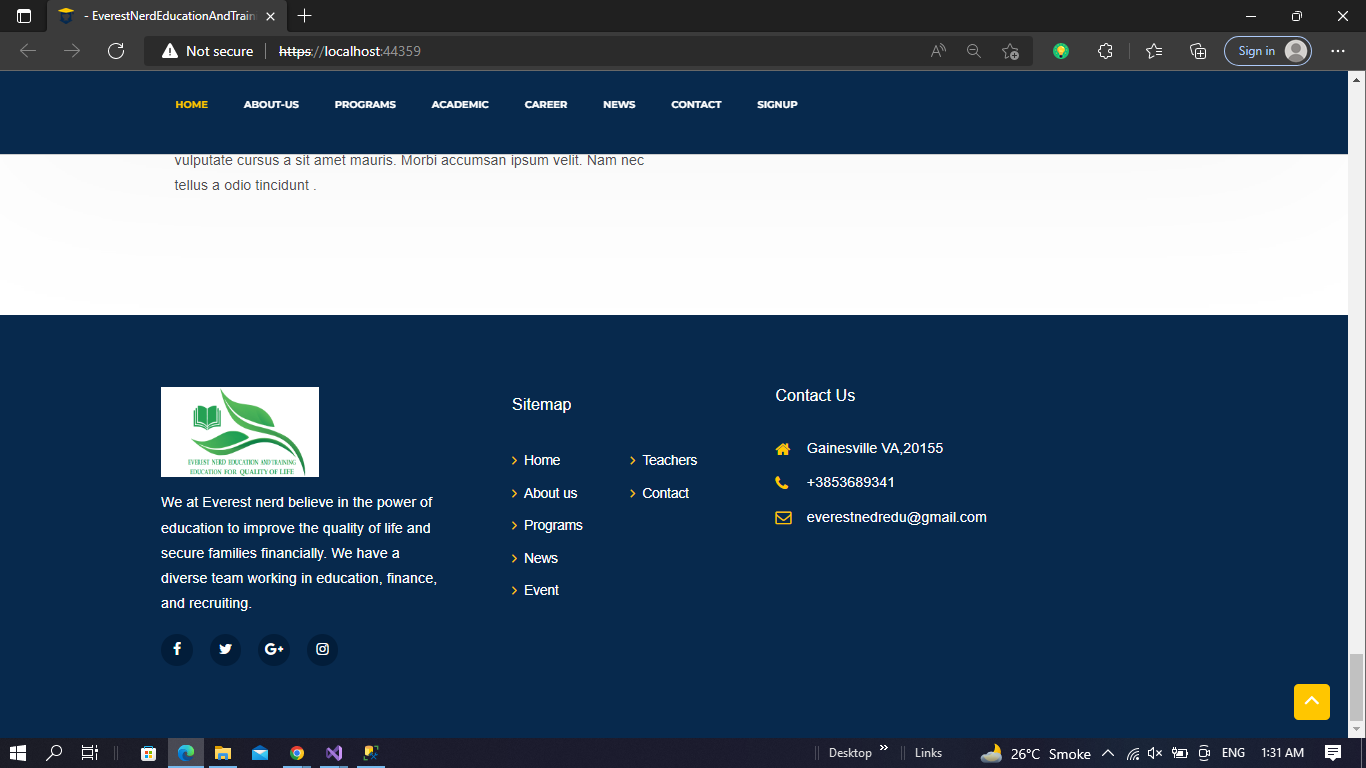 - EverestNerdEducationAndTrainin
Not secure https://localhost:44359
Sign in
HOME ABOUT-US PROGRAMS ACADEMIC CAREER NEWS CONTACT SIGNUP
vulputate cursus a sit amet mauris. Morbi accumsan ipsum velit. Nam nec
tellus a odio tincidunt .
EVEREST NERD EDUCATION AND TRAINING
EDUCATION FOR QUALITY OF LIFE
We at Everest nerd believe in the power of
education to improve the quality of life and
secure families financially. We have a
diverse team working in education, finance,
and recruiting.
Sitemap
Home
About us
Programs
News
Event
Teachers
Contact
Contact Us
Gainesville VA,20155
+3853689341
everestnedredu@gmail.com
Desktop Links 26°C Smoke ENG 1:31 AM